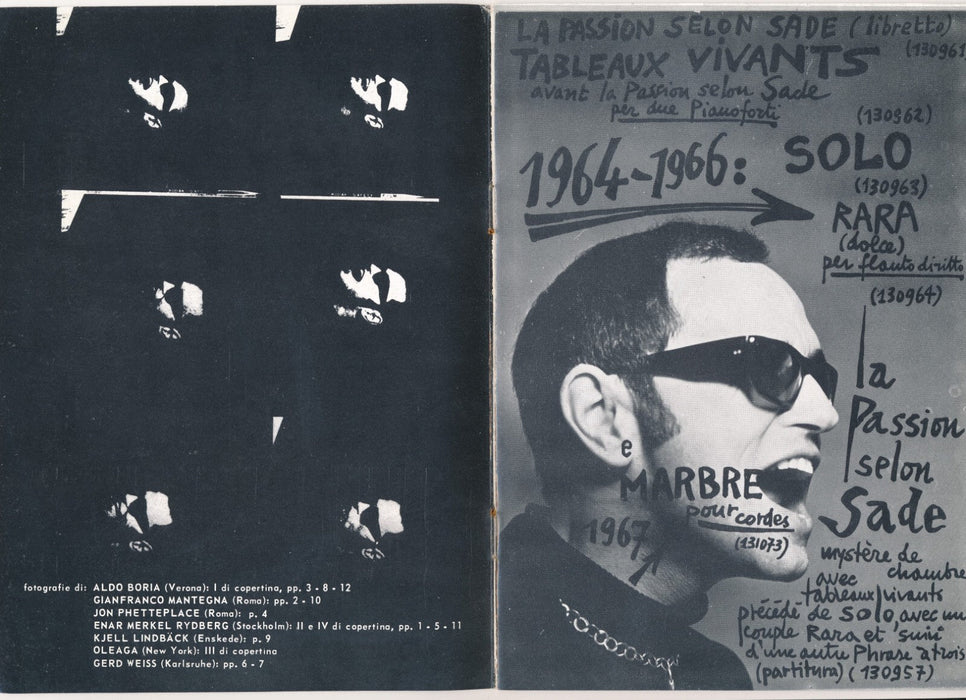 fotografie di: ALDO BORIA (Verona): I di copertina, pp. 3 - 8 - 12
GIANFRANCO MANTEGNA (Roma): pp. 2 - 10
JON PHETTEPLACE (Roma): p. 4
ENAR MERKEL RYDBERG (Stockholm): II e IV di copertina, pp. 1 - 5 - 11
KJELL LINDBÄCK (Enskede): p. 9
OLEAGA (New York): III di copertina
GERD WEISS (Karlsruhe): pp. 6 - 7
LA PASSION SELON SADE (libretto)
(130961
TABLEAUX VIVANTS
avant la Passion selon Sade
per due Pianoforti
(130962)
1964-1966: SOLO
(130963)
RARA
(dolce)
per flauto diritto
(130964)
la
Passion
selon
Sade
mystère de
chambre
avec
tableaux vivants
précédé de SOLO, avec un
couple Rara et suivi
d'une autre Phrase à trois
(partitura) (130957)
e
MARBRE
pour cordes
1967
(131073)